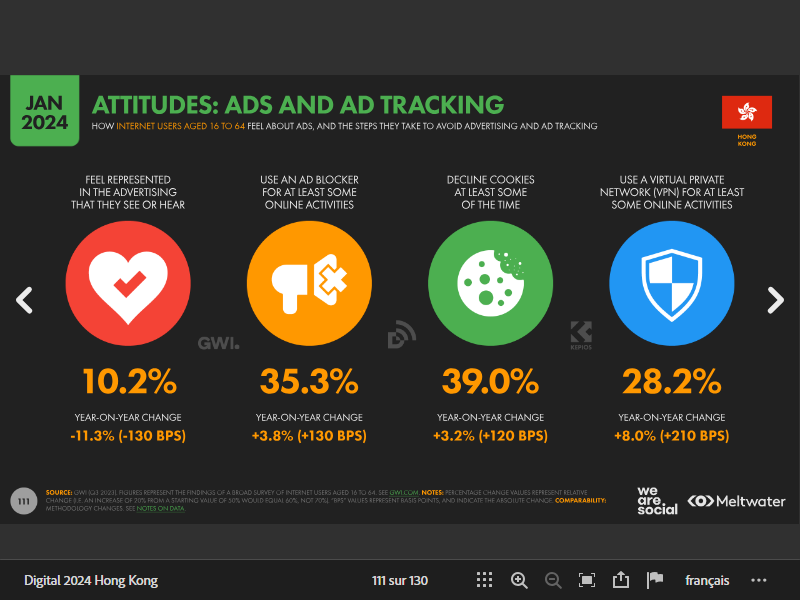 JAN
2024
ATTITUDES: ADS AND AD TRACKING
HOW INTERNET USERS AGED 16 TO 64 FEEL ABOUT ADS, AND THE STEPS THEY TAKE TO AVOID ADVERTISING AND AD TRACKING
HONG
KONG
FEEL REPRESENTED
IN THE ADVERTISING
THAT THEY SEE OR HEAR
USE AN AD BLOCKER
FOR AT LEAST SOME
ONLINE ACTIVITIES
DECLINE COOKIES
AT LEAST SOME
OF THE TIME
USE A VIRTUAL PRIVATE
NETWORK (VPN) FOR AT LEAST
SOME ONLINE ACTIVITIES
GWI.
KEPIOS
10.2%
35.3%
39.0%
28.2%
YEAR-ON-YEAR CHANGE
-11.3% (-130 BPS)
YEAR-ON-YEAR CHANGE
+3.8% (+130 BPS)
YEAR-ON-YEAR CHANGE
+3.2% (+120 BPS)
YEAR-ON-YEAR CHANGE
+8.0% (+210 BPS)
111
SOURCE: GWI (Q3 2023). FIGURES REPRESENT THE FINDINGS OF A BROAD SURVEY OF INTERNET USERS AGED 16 TO 64. SEE GWI.COM. NOTES: PERCENTAGE CHANGE VALUES REPRESENT RELATIVE
CHANGE (I.E. AN INCREASE OF 20% FROM A STARTING VALUE OF 50% WOULD EQUAL 60%, NOT 70%). "BPS" VALUES REPRESENT BASIS POINTS, AND INDICATE THE ABSOLUTE CHANGE. COMPARABILITY:
METHODOLOGY CHANGES. SEE NOTES ON DATA.
we
are.
social
Meltwater
Digital 2024 Hong Kong
111 sur 130
français